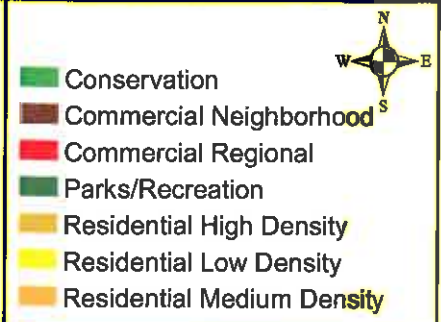 N
W E
S
Conservation
Commercial Neighborhood
Commercial Regional
Parks/Recreation
Residential High Density
Residential Low Density
Residential Medium Density